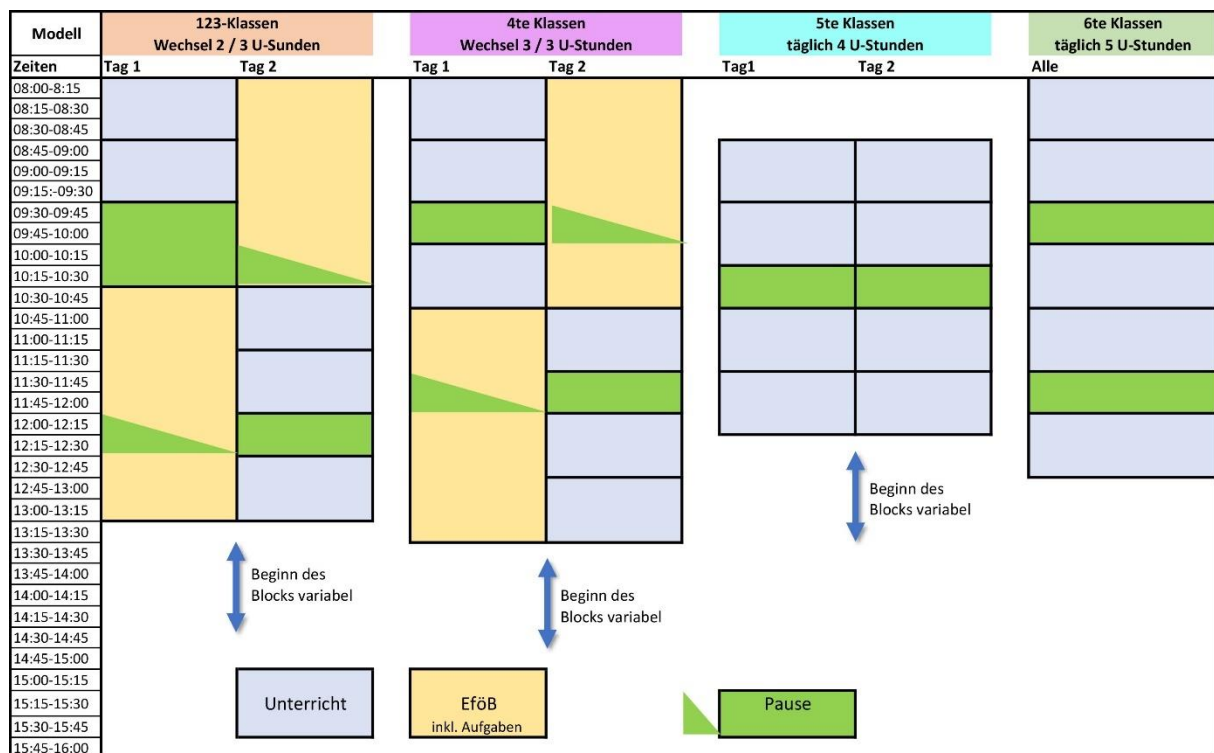 Modell
123-Klassen
Wechsel 2 / 3 U-Sunden
4te Klassen
Wechsel 3 / 3 U-Stunden
5te Klassen
täglich 4 U-Stunden
6te Klassen
täglich 5 U-Stunden
Zeiten Tag 1 Tag 2 Tag 1 Tag 2 Tag1 Tag 2 Alle
08:00-8:15
08:15-08:30
08:30-08:45
08:45-09:00
09:00-09:15
09:15:-09:30
09:30-09:45
09:45-10:00
10:00-10:15
10:15-10:30
10:30-10:45
10:45-11:00
11:00-11:15
11:15-11:30
11:30-11:45
11:45-12:00
12:00-12:15
12:15-12:30
12:30-12:45
12:45-13:00
13:00-13:15
13:15-13:30
13:30-13:45
13:45-14:00
14:00-14:15
14:15-14:30
14:30-14:45
14:45-15:00
15:00-15:15
15:15-15:30
15:30-15:45
15:45-16:00
Beginn des
Blocks variabel
Beginn des
Blocks variabel
Beginn des
Blocks variabel
Unterricht
EföB
inkl. Aufgaben
Pause